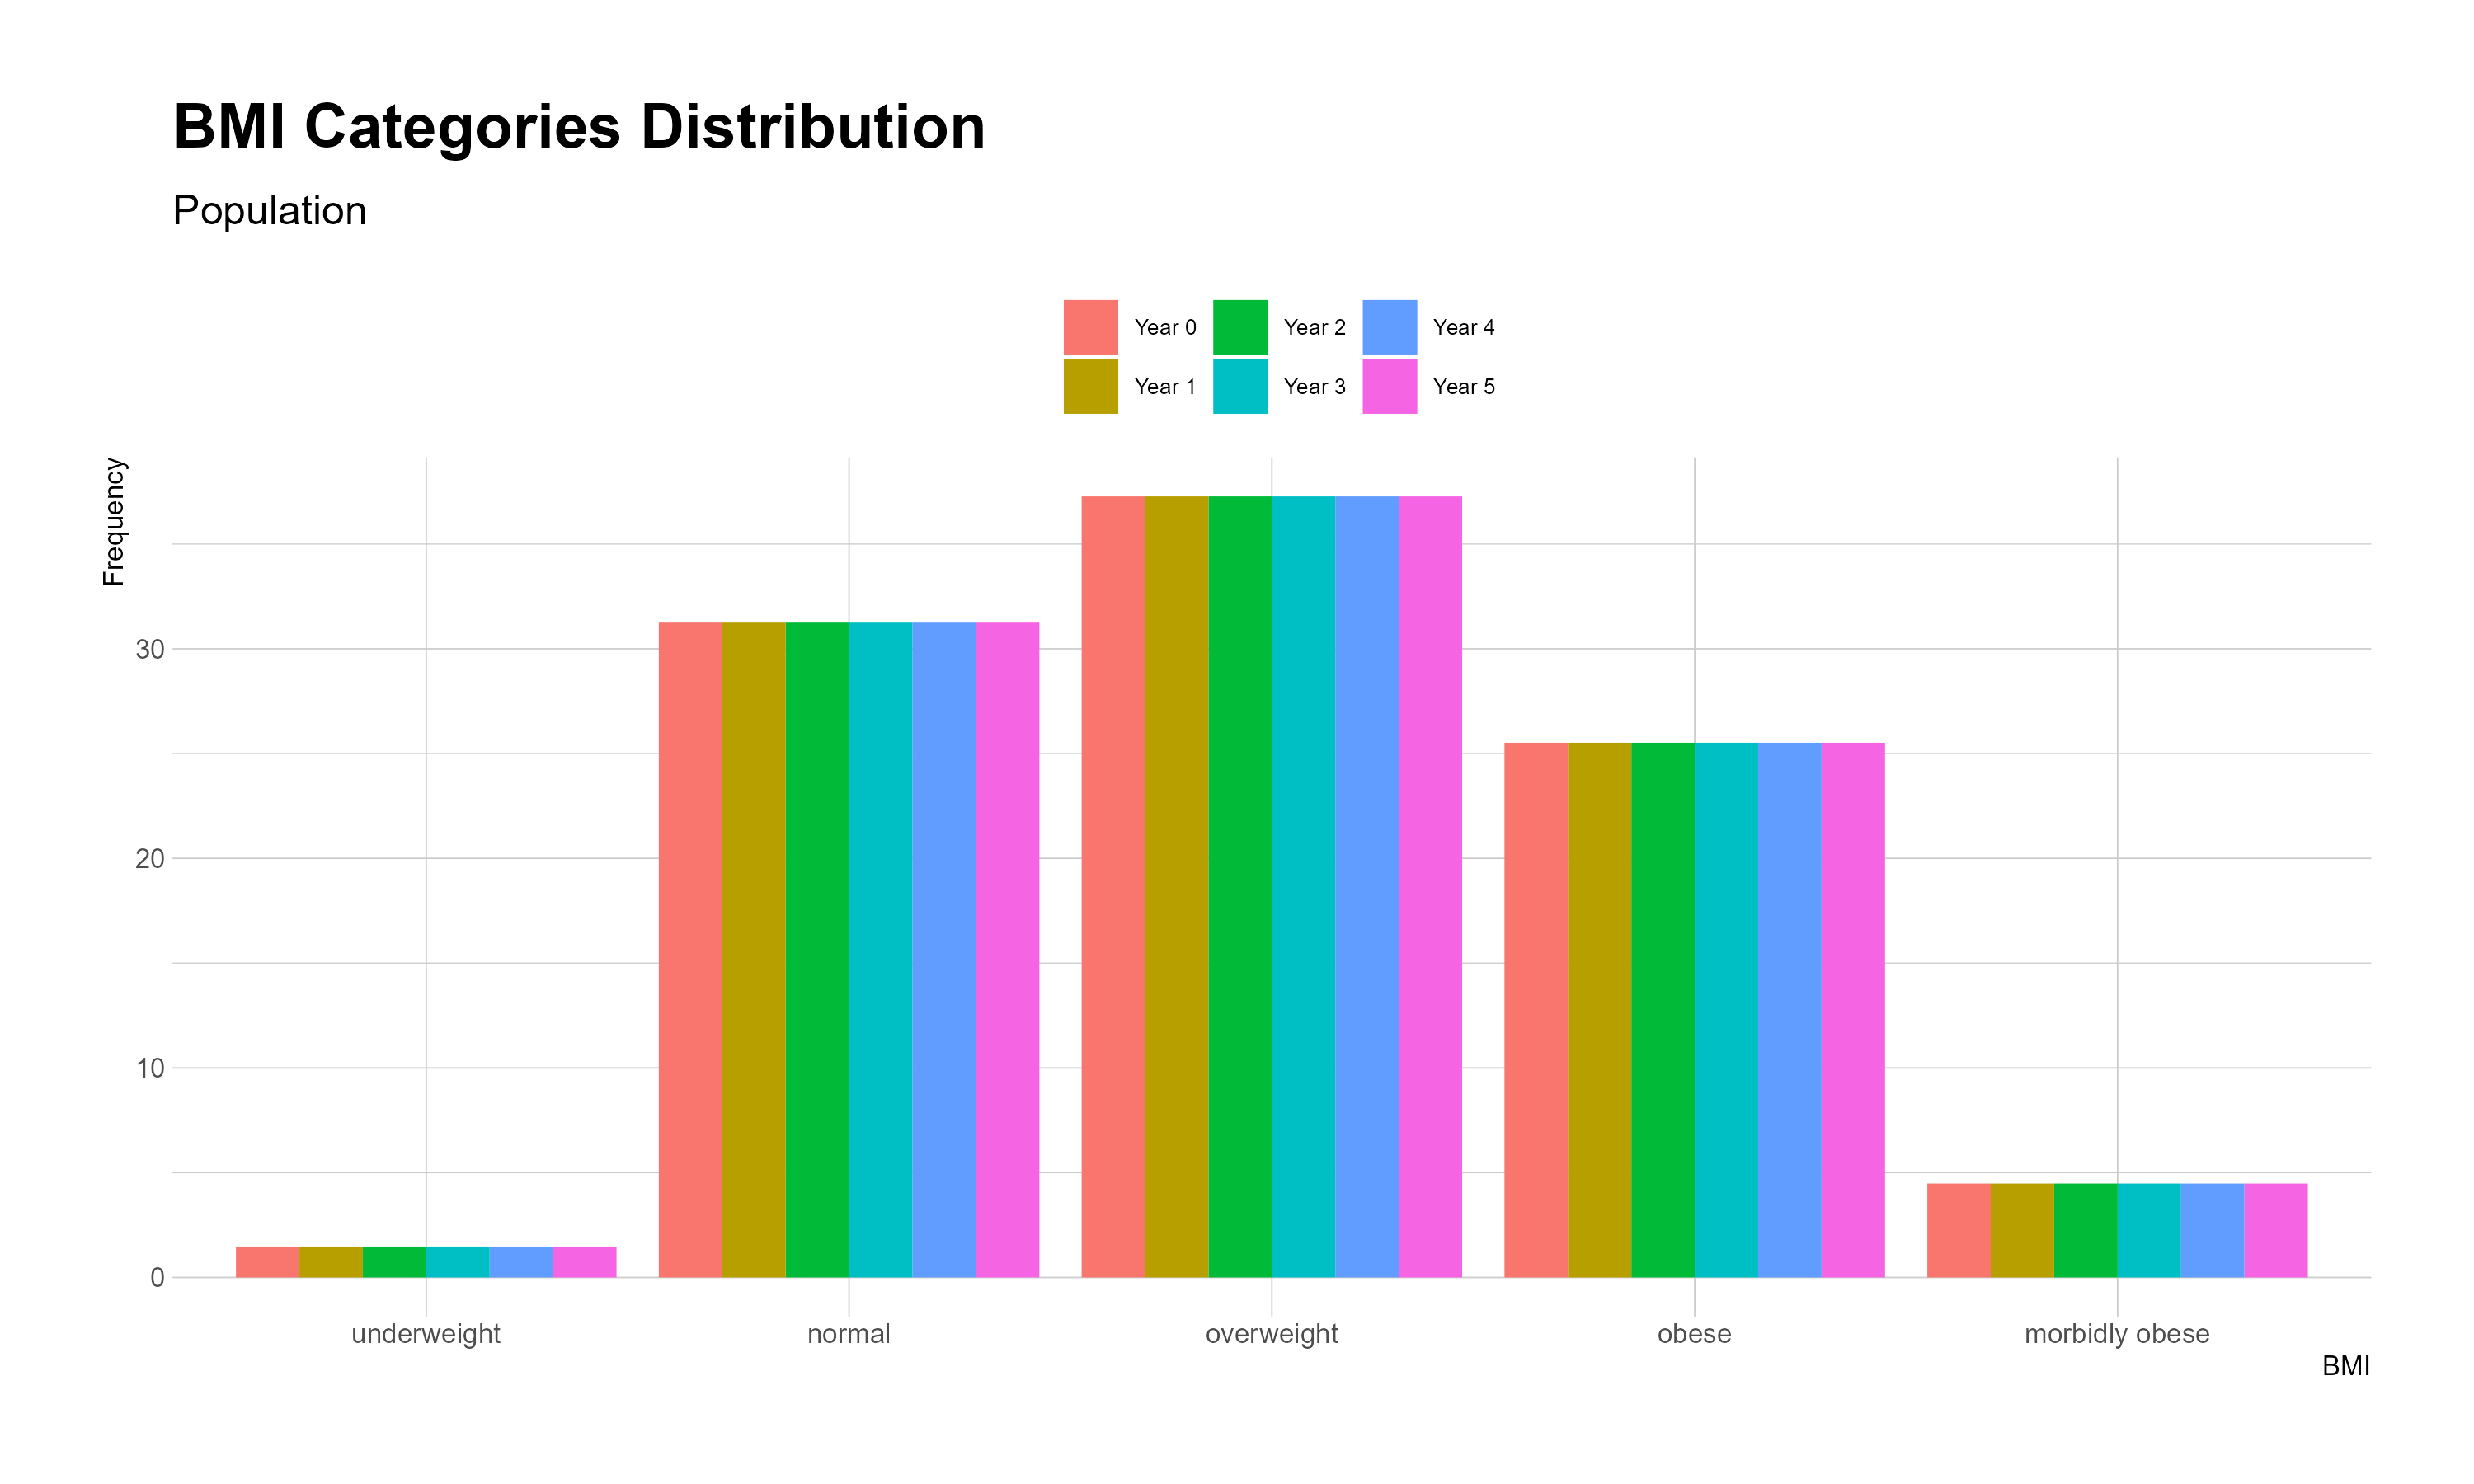 BMI Categories Distribution
Population
Year 0 Year 2 Year 4
Year 1 Year 3 Year 5
Frequency
30
20
10
0
underweight normal overweight obese morbidly obese
BMI